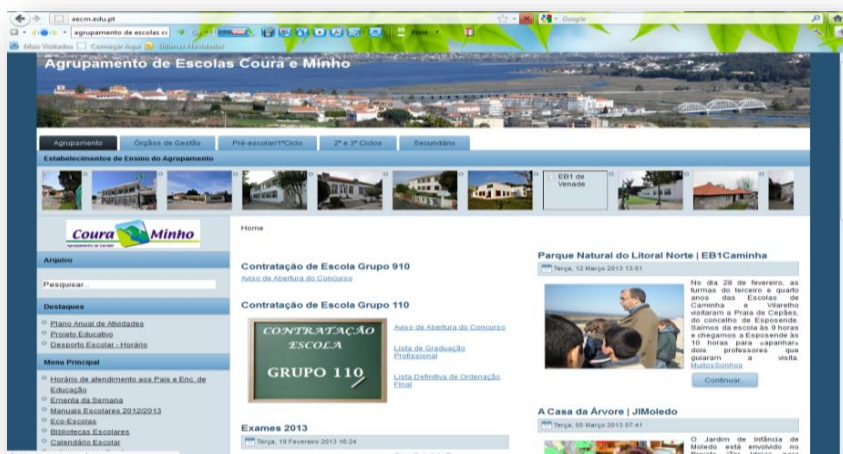 aecm.edu.pt
Google
agrupamento de escolas co
Mais Visitados
Começar Aqui
Últimas Novidades
Agrupamento de Escolas Coura e Minho
Agrupamento
Órgãos de Gestão
Pré-escolar/1ºCiclo
2º e 3º Ciclos
Secundário
Estabelecimentos de Ensino do Agrupamento
EB1 de
Venade
Coura Minho
Home
Arquivo
Pesquisar...
Destaques
Plano Anual de Atividades
Projeto Educativo
Desporto Escolar - Horário
Menu Principal
Horário de atendimento aos Pais e Enc. de
Educação
Ementa da Semana
Manuais Escolares 2012/2013
Eco-Escolas
Bibliotecas Escolares
Calendário Escolar
Contratação de Escola Grupo 910
Aviso de Abertura do Concurso
Contratação de Escola Grupo 110
CONTRATAÇÃO
ESCOLA
GRUPO 110
Aviso de Abertura do Concurso
Lista de Graduação
Profissional
Lista Definitiva de Ordenação
Final
Exames 2013
Terça, 19 Fevereiro 2013 16:24
Parque Natural do Litoral Norte | EB1Caminha
Terça, 12 Março 2013 13:01
No dia 28 de fevereiro, as
turmas do terceiro e quarto
anos das Escolas de
Caminha e Vilarelho
visitaram a Praia de Cepães,
do concelho de Esposende.
Saímos da escola às 9 horas
e chegamos a Esposende às
10 horas para «apanhar»
dois professores que
guiaram a visita.
MuitosSonhos
Continuar...
A Casa da Árvore | JIMoledo
Terça, 05 Março 2013 07:41
O Jardim de Infância de
Moledo está envolvido no